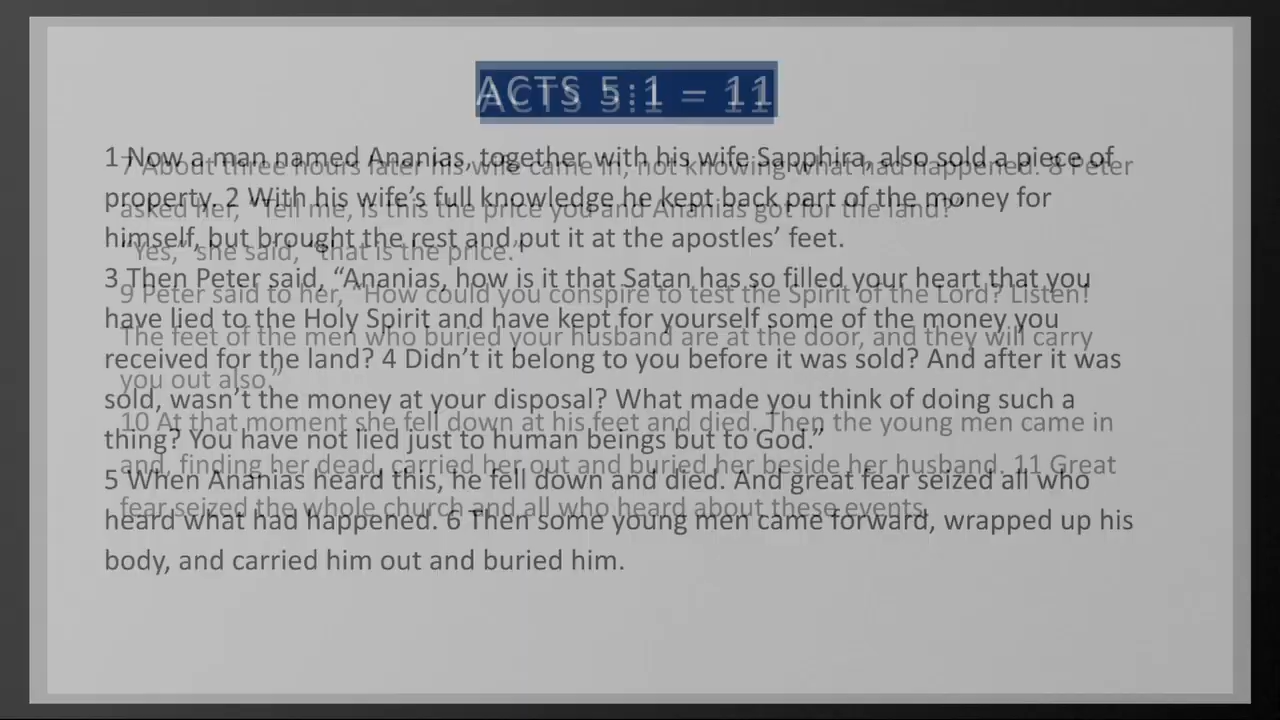 ACTS 5:1 = 11
1 Now a man named Ananias, together with his wife Sapphira, also sold a piece of
property. 2 With his wife’s full knowledge he kept back part of the money for
himself, but brought the rest and put it at the apostles’ feet.
3 Then Peter said, “Ananias, how is it that Satan has so filled your heart that you
have lied to the Holy Spirit and have kept for yourself some of the money you
received for the land? 4 Didn’t it belong to you before it was sold? And after it was
sold, wasn’t the money at your disposal? What made you think of doing such a
thing? You have not lied just to human beings but to God.”
5 When Ananias heard this, he fell down and died. And great fear seized all who
heard what had happened. 6 Then some young men came forward, wrapped up his
body, and carried him out and buried him.
ACTS 5:1 = 11
7 About three hours later his wife came in, not knowing what had happened. 8 Peter
asked her, “Tell me, is this the price you and Ananias got for the land?”
“Yes,” she said, “that is the price.”
9 Peter said to her, “How could you conspire to test the Spirit of the Lord? Listen!
The feet of the men who buried your husband are at the door, and they will carry
you out also.”
10 At that moment she fell down at his feet and died. Then the young men came in
and, finding her dead, carried her out and buried her beside her husband. 11 Great
fear seized the whole church and all who heard about these events.